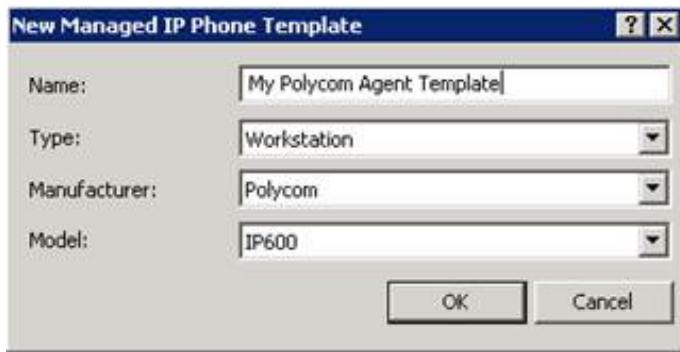 New Managed IP Phone Template
Name: My Polycom Agent Template
Type: Workstation
Manufacturer: Polycom
Model: IP600
OK Cancel